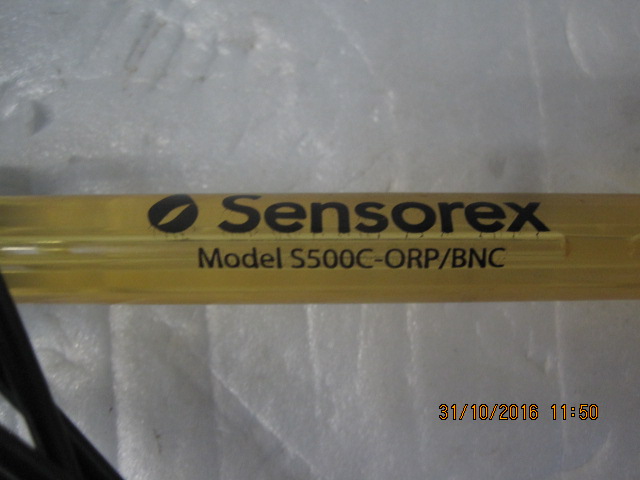 Sensorex
Model S500C-ORP/BNC
31/10/2016 11:50